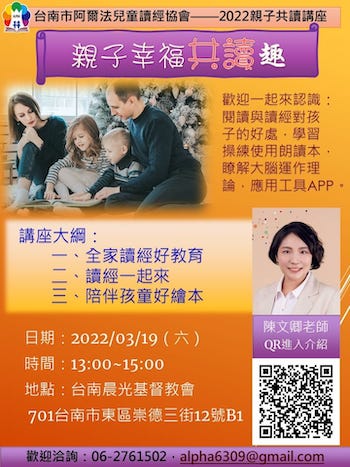 台南市阿爾法兒童讀經協會——2022親子共讀講座
親子幸福共讀趣
歡迎一起來認識：
閱讀與讀經對孩
子的好處，學習
操練使用朗讀本，
瞭解大腦運作理
論，應用工具APP。
講座大綱：
一、全家讀經好教育
二、讀經一起來
三、陪伴孩童好繪本
陳文卿老師
QR進入介紹
日期：2022/03/19（六）
時間：13:00~15:00
地點：台南晨光基督教會
701台南市東區崇德三街12號B1
歡迎洽詢：06-2761502，alpha6309@gmail.com